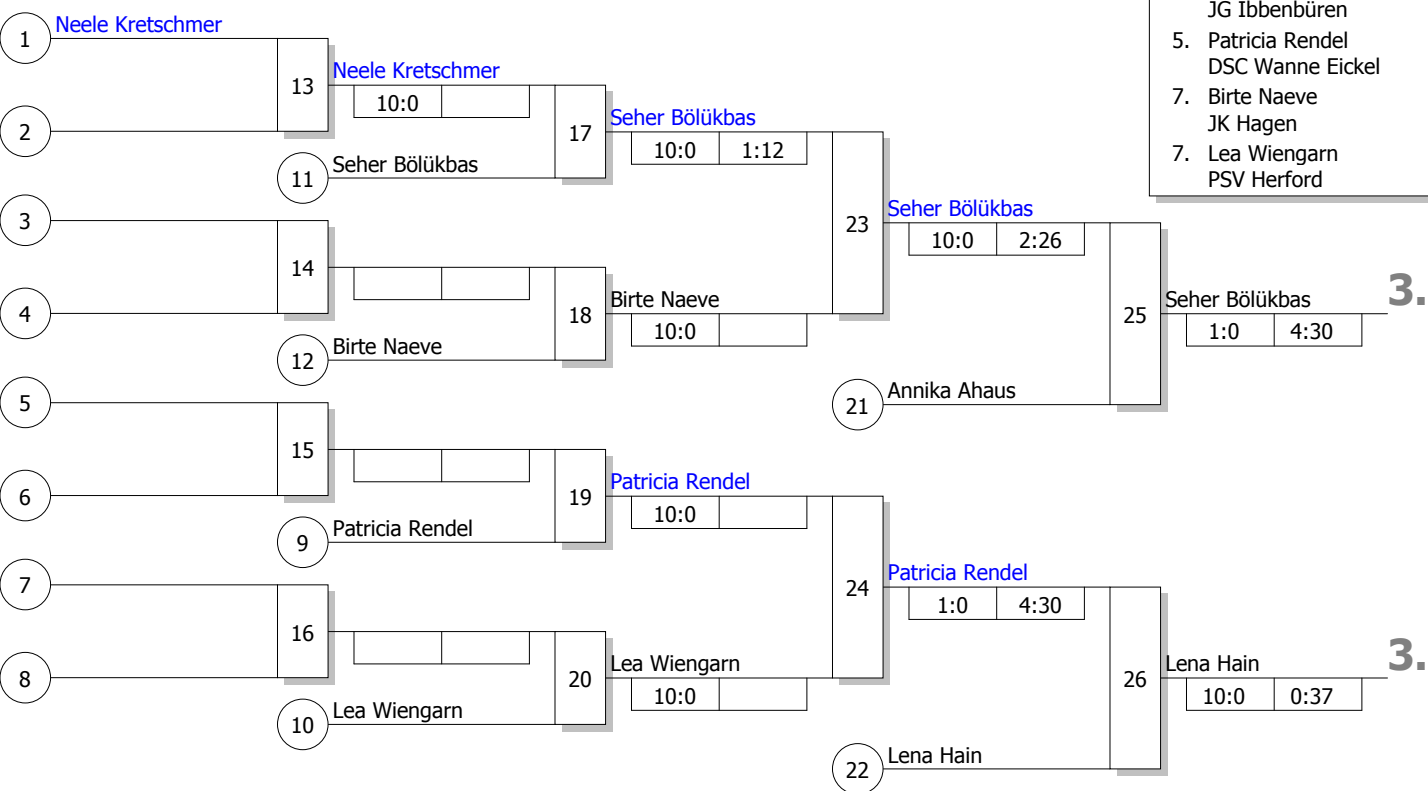 JG Ibbenbüren
5. Patricia Rendel
DSC Wanne Eickel
7. Birte Naeve
JK Hagen
7. Lea Wiengarn
PSV Herford
1 Neele Kretschmer
13 Neele Kretschmer
10:0
2
17 Seher Bölükbas
10:0 1:12
11 Seher Bölükbas
3
23 Seher Bölükbas
10:0 2:26
14
4
18 Birte Naeve
10:0
12 Birte Naeve
25 Seher Bölükbas 3.
1:0 4:30
5
21 Annika Ahaus
15
6
19 Patricia Rendel
10:0
9 Patricia Rendel
7
24 Patricia Rendel
1:0 4:30
16
8
20 Lea Wiengarn
10:0
10 Lea Wiengarn
26 Lena Hain 3.
10:0 0:37
22 Lena Hain